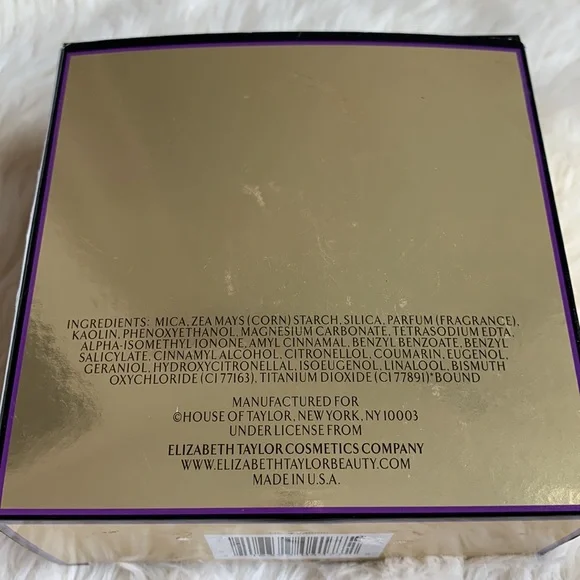 INGREDIENTS: MICA, ZEA MAYS (CORN) STARCH, SILICA, PARFUM (FRAGRANCE),
KAOLIN, PHENOXYETHANOL, MAGNESIUM CARBONATE, TETRASODIUM EDTA,
ALPHA-ISOMETHYL IONONE, AMYL CINNAMAL, BENZYL BENZOATE, BENZYL
SALICYLATE, CINNAMYL ALCOHOL, CITRONELLOL, COUMARIN, EUGENOL,
GERANIOL, HYDROXYCITRONELLAL, ISOEUGENOL, LINALOOL, BISMUTH
OXYCHLORIDE (CI 77163), TITANIUM DIOXIDE (CI 77891)*BOUND
MANUFACTURED FOR
©HOUSE OF TAYLOR, NEW YORK, NY 10003
UNDER LICENSE FROM
ELIZABETH TAYLOR COSMETICS COMPANY
WWW.ELIZABETHTAYLORBEAUTY.COM
MADE IN U.S.A.